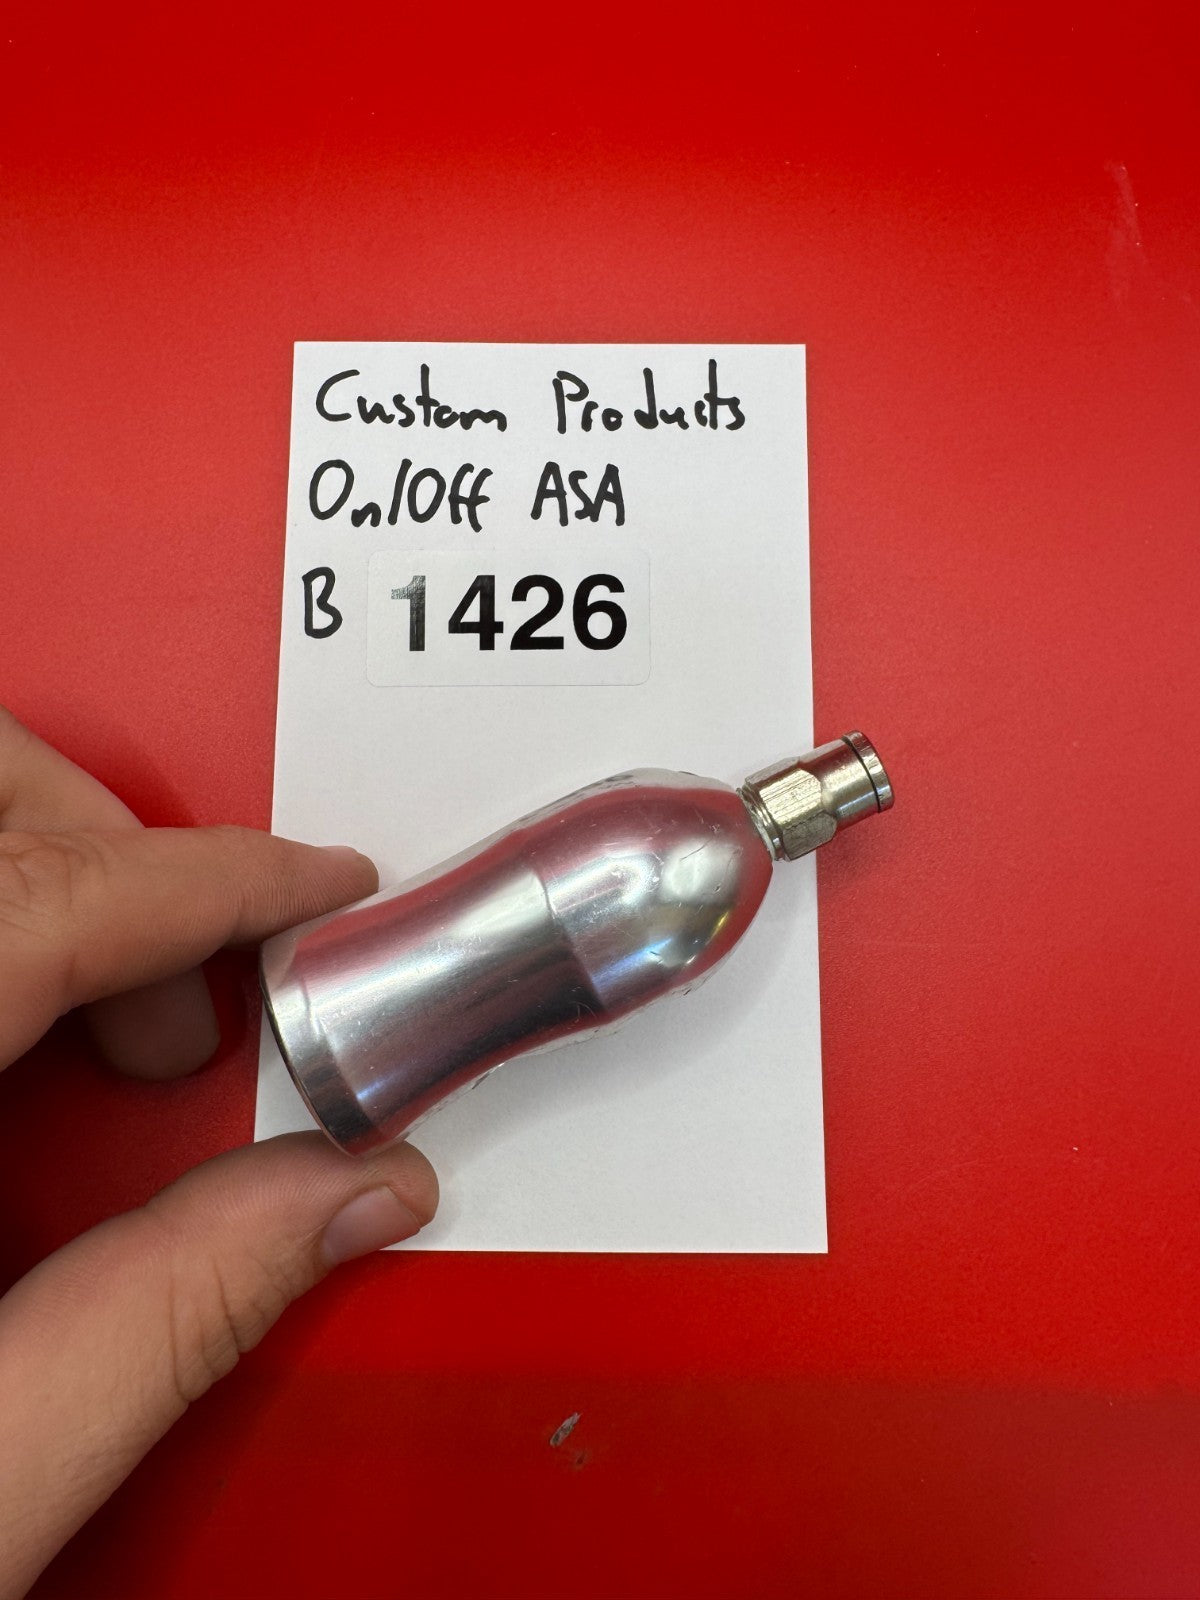 Custom Products
On/Off ASA
B 1426